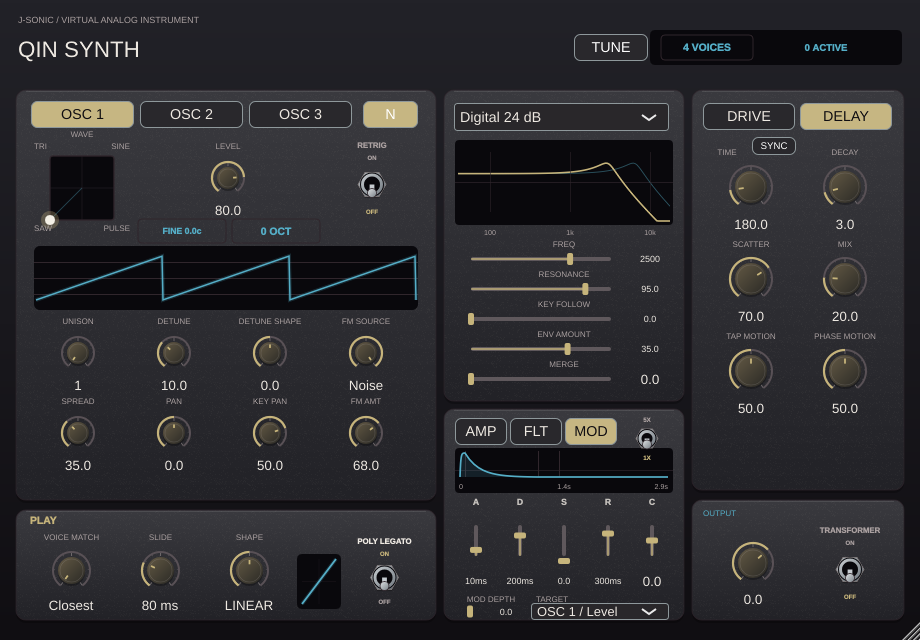 J-SONIC / VIRTUAL ANALOG INSTRUMENT
QIN SYNTH
TUNE
4 VOICES
0 ACTIVE
OSC 1
OSC 2
OSC 3
N
WAVE
TRI
SINE
LEVEL
80.0
RETRIG
ON
OFF
SAW
PULSE
FINE 0.0c
0 OCT
UNISON
DETUNE
DETUNE SHAPE
FM SOURCE
1
10.0
0.0
Noise
SPREAD
PAN
KEY PAN
FM AMT
35.0
0.0
50.0
68.0
PLAY
VOICE MATCH
SLIDE
SHAPE
Closest
80 ms
LINEAR
POLY LEGATO
ON
OFF
Digital 24 dB
100
1k
10k
FREQ
2500
RESONANCE
95.0
KEY FOLLOW
0.0
ENV AMOUNT
35.0
MERGE
0.0
AMP
FLT
MOD
5X
1X
0
1.4s
2.9s
A
D
S
R
C
10ms
200ms
0.0
300ms
0.0
MOD DEPTH
0.0
TARGET
OSC 1 / Level
DRIVE
DELAY
TIME
SYNC
DECAY
180.0
3.0
SCATTER
MIX
70.0
20.0
TAP MOTION
PHASE MOTION
50.0
50.0
OUTPUT
0.0
TRANSFORMER
ON
OFF